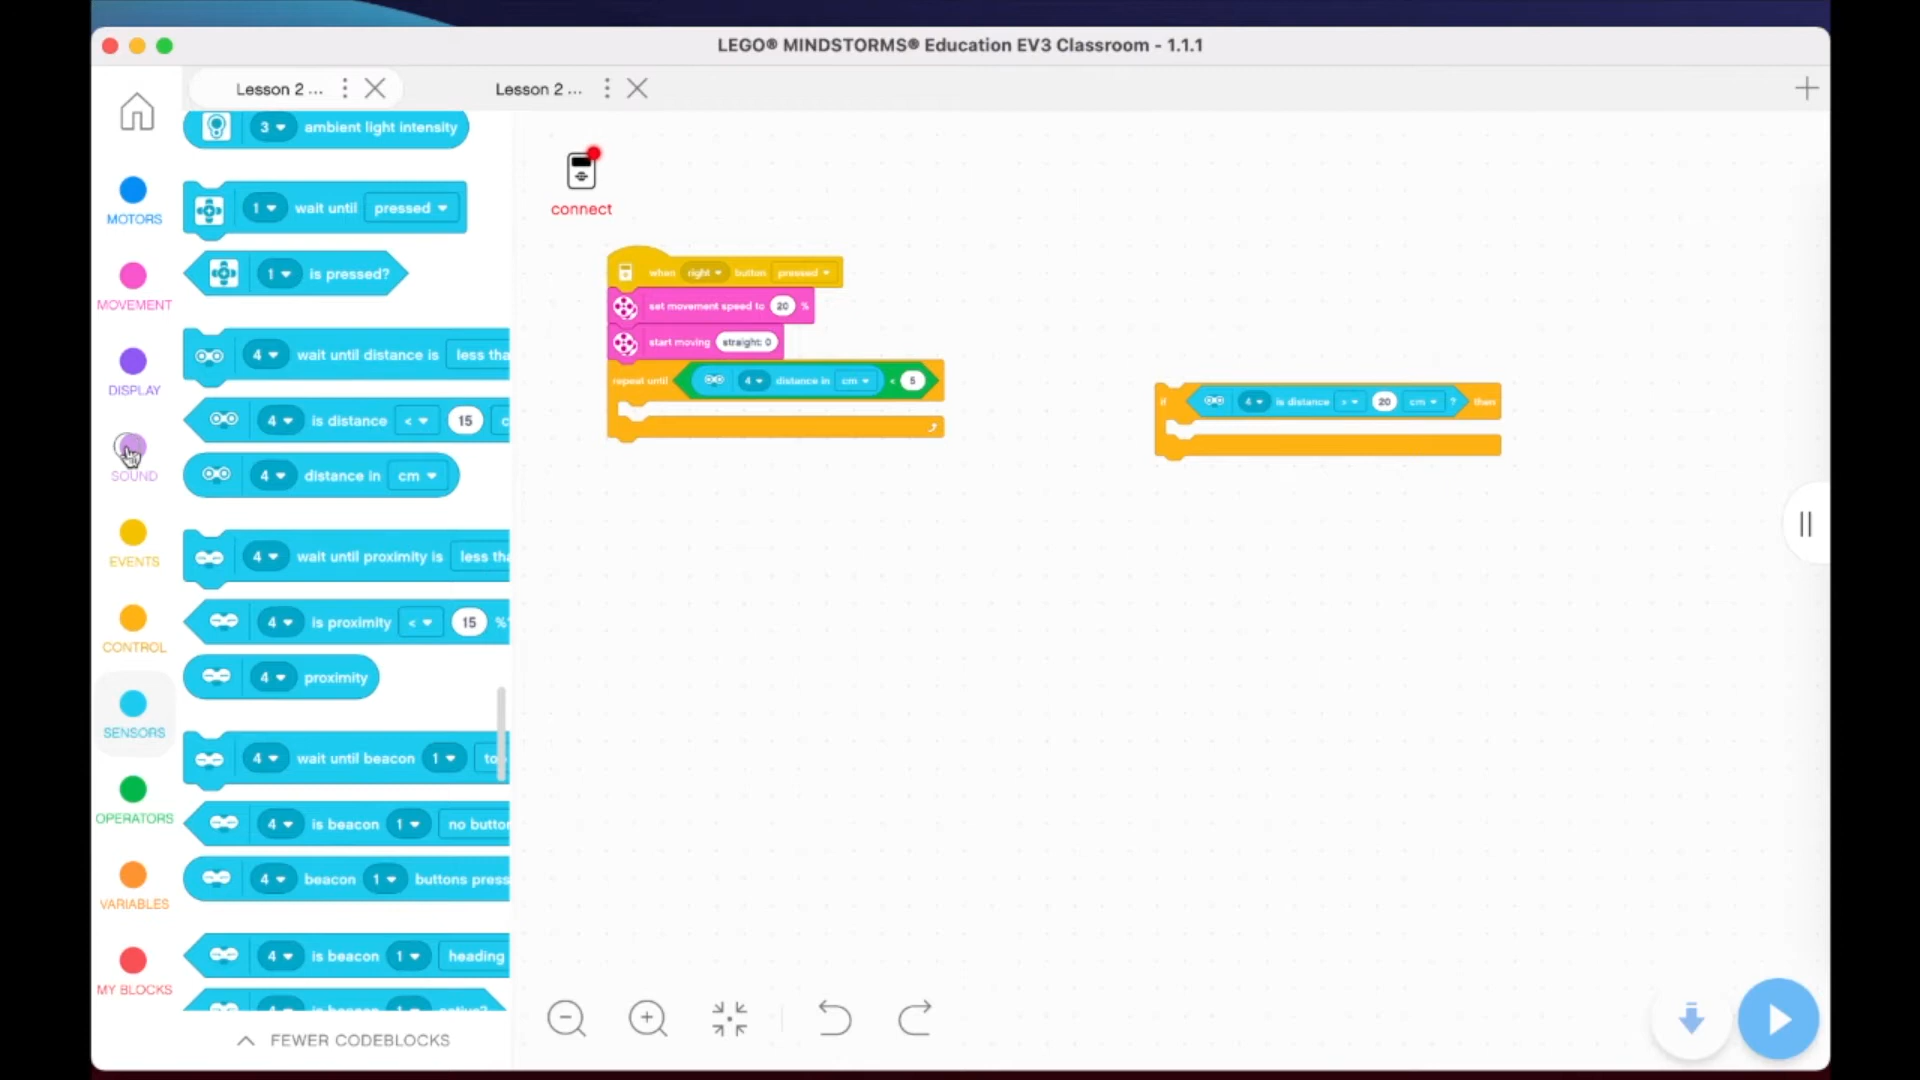 LEGO® MINDSTORMS® Education EV3 Classroom - 1.1.1
Lesson 2 ...
Lesson 2 ...
MOTORS
MOVEMENT
DISPLAY
SOUND
EVENTS
CONTROL
SENSORS
OPERATORS
VARIABLES
MY BLOCKS
3 ambient light intensity
1 wait until pressed
1 is pressed?
4 wait until distance is less tha
4 is distance < 15 c
4 distance in cm
4 wait until proximity is less tha
4 is proximity < 15 %
4 proximity
4 wait until beacon 1 to
4 is beacon 1 no button
4 beacon 1 buttons press
4 is beacon 1 heading
FEWER CODEBLOCKS
connect
when right button pressed
set movement speed to 20 %
start moving straight: 0
repeat until 4 distance in cm < 5
if 4 is distance > 20 cm ? then